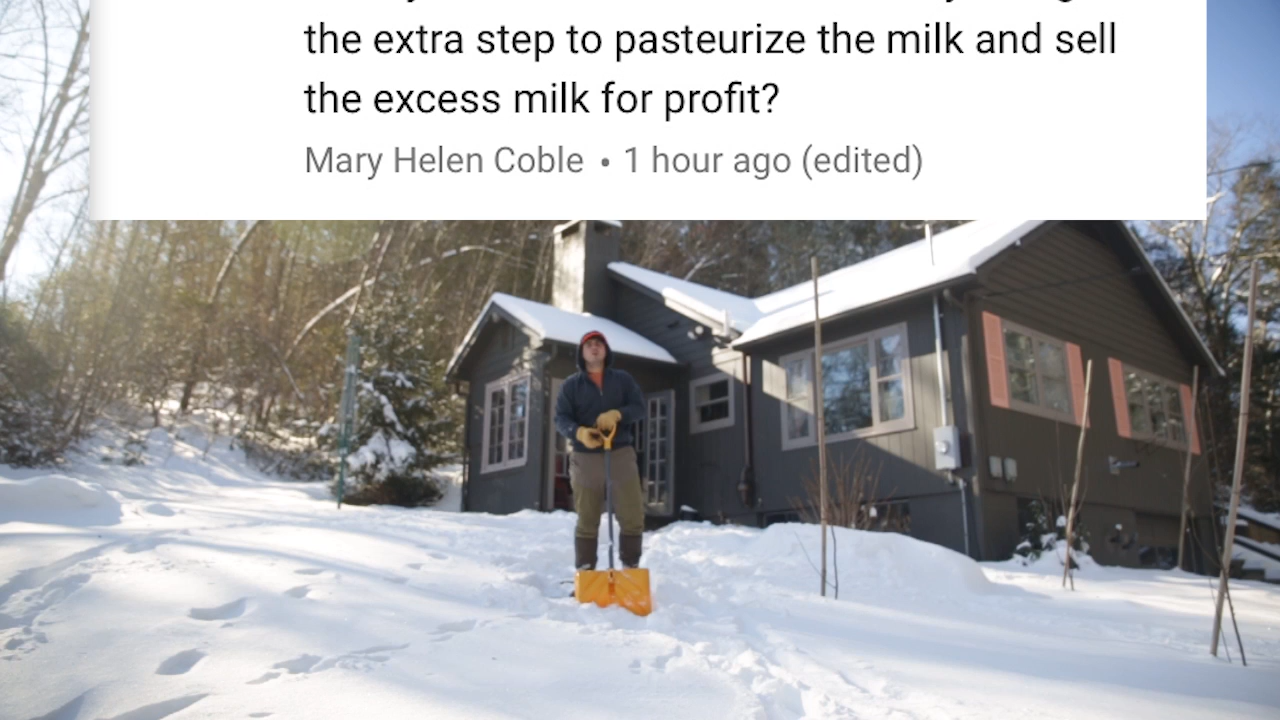 the extra step to pasteurize the milk and sell
the excess milk for profit?
Mary Helen Coble • 1 hour ago (edited)